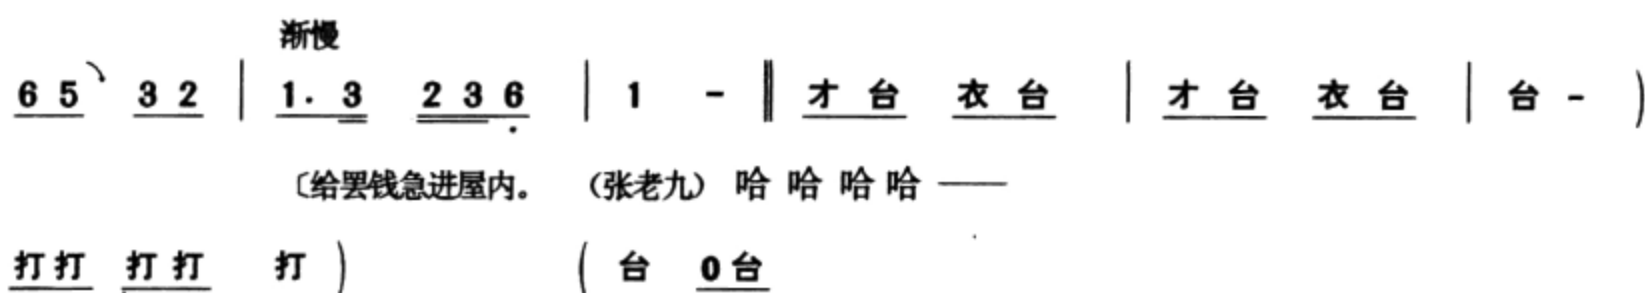 渐慢
6 5 3 2 | 1. 3 2 3 6 | 1 - ‖ 才 台 衣 台 | 才 台 衣 台 | 台 - )
〔给罢钱急进屋内。 （张老九）哈 哈 哈 哈 ——
打 打 打 打 打 ) ( 台 0 台